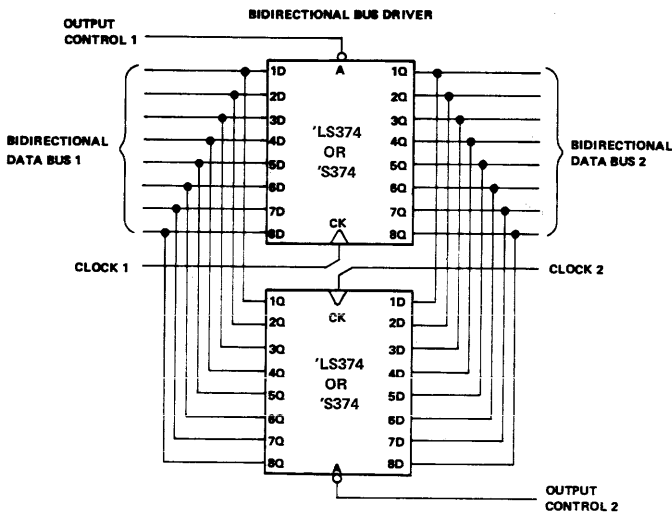 BIDIRECTIONAL BUS DRIVER
OUTPUT
CONTROL 1
A
1D
2D
3D
4D
5D
6D
7D
8D
'LS374
OR
'S374
CK
1Q
2Q
3Q
4Q
5Q
6Q
7Q
8Q
BIDIRECTIONAL
DATA BUS 1
BIDIRECTIONAL
DATA BUS 2
CLOCK 1
CLOCK 2
1Q
2Q
3Q
4Q
5Q
6Q
7Q
8Q
CK
'LS374
OR
'S374
A
1D
2D
3D
4D
5D
6D
7D
8D
OUTPUT
CONTROL 2